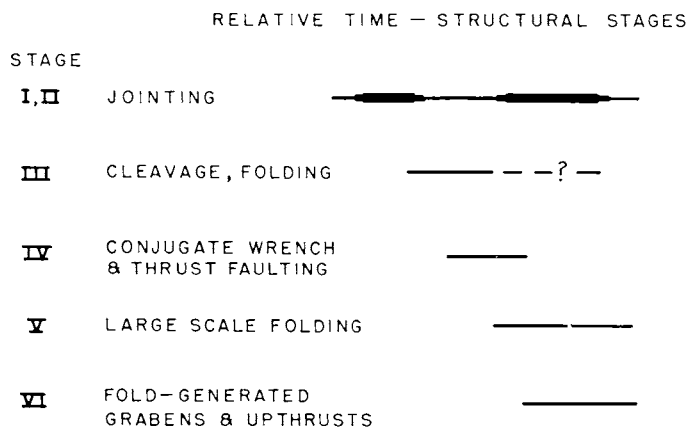 RELATIVE TIME — STRUCTURAL STAGES
STAGE
I,II JOINTING
III CLEAVAGE, FOLDING ?
IV CONJUGATE WRENCH
& THRUST FAULTING
V LARGE SCALE FOLDING
VI FOLD-GENERATED
GRABENS & UPTHRUSTS